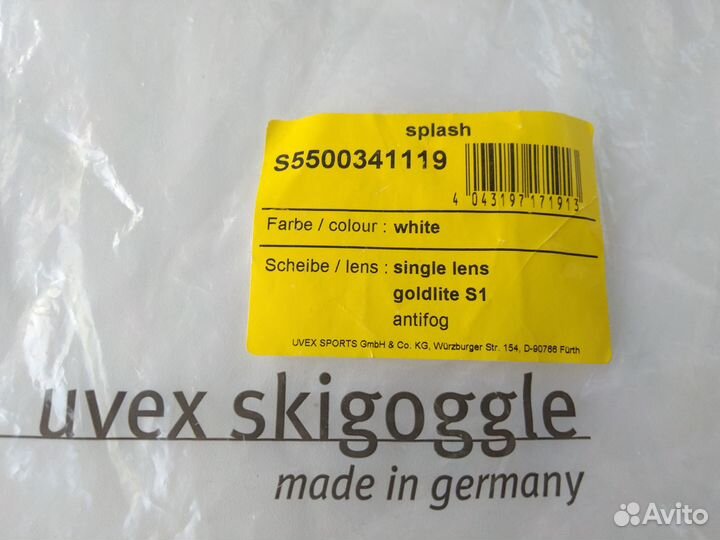 splash
S5500341119
4 043197 171913
Farbe / colour : white
Scheibe / lens : single lens
goldlite S1
antifog
UVEX SPORTS GmbH & Co. KG, Würzburger Str. 154, D-90766 Fürth
uvex skigoggle
made in germany
Avito